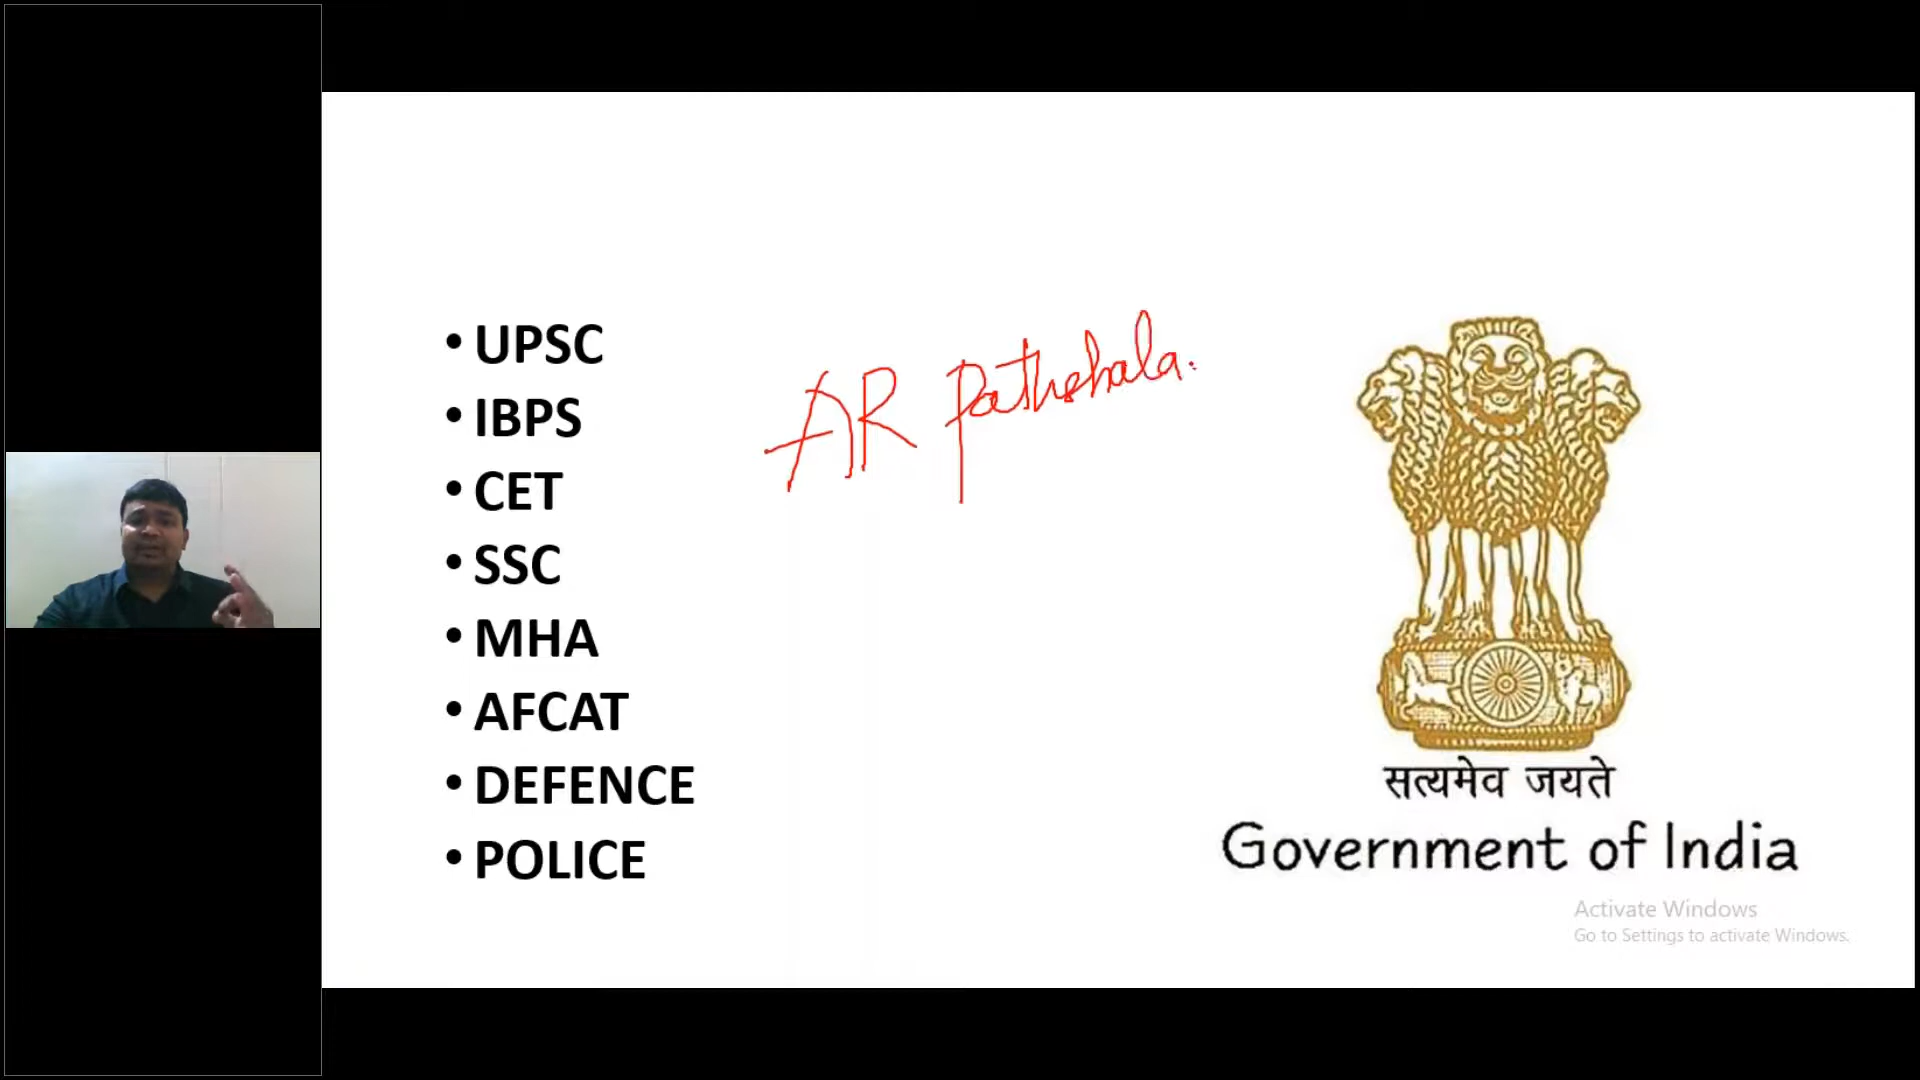 UPSC
IBPS
CET
SSC
MHA
AFCAT
DEFENCE
POLICE
AR Pathshala.
सत्यमेव जयते
Government of India
Activate Windows
Go to Settings to activate Windows.